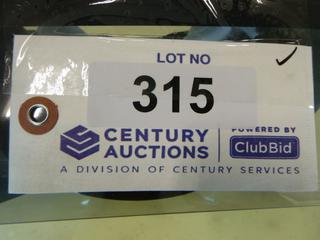 LOT NO
315
CENTURY AUCTIONS
POWERED BY
ClubBid
A DIVISION OF CENTURY SERVICES